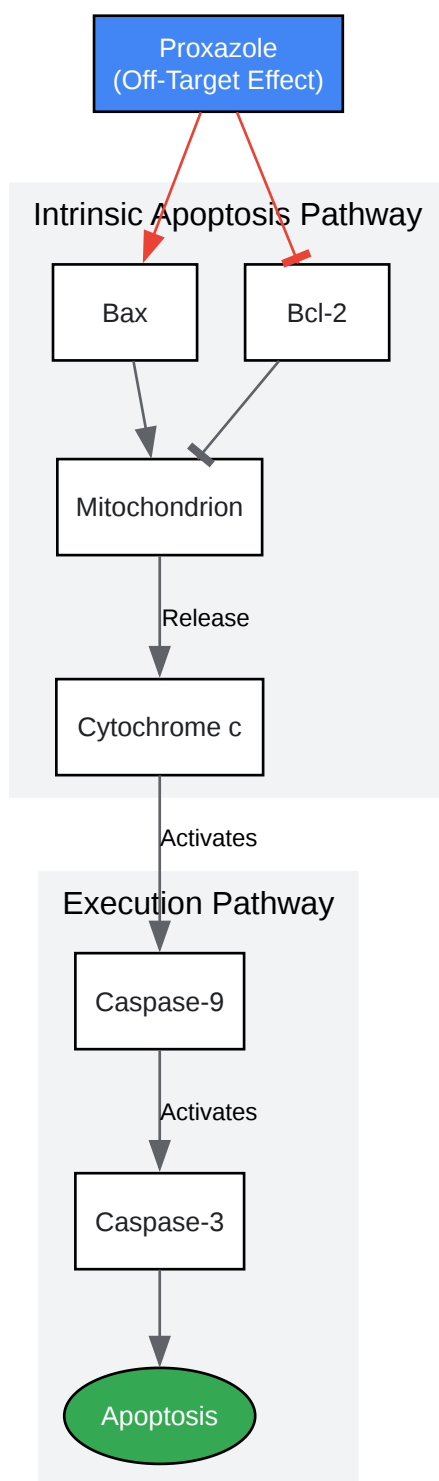 Proxazole
(Off-Target Effect)
Intrinsic Apoptosis Pathway
Bax
Bcl-2
Mitochondrion
Release
Cytochrome c
Activates
Execution Pathway
Caspase-9
Activates
Caspase-3
Apoptosis